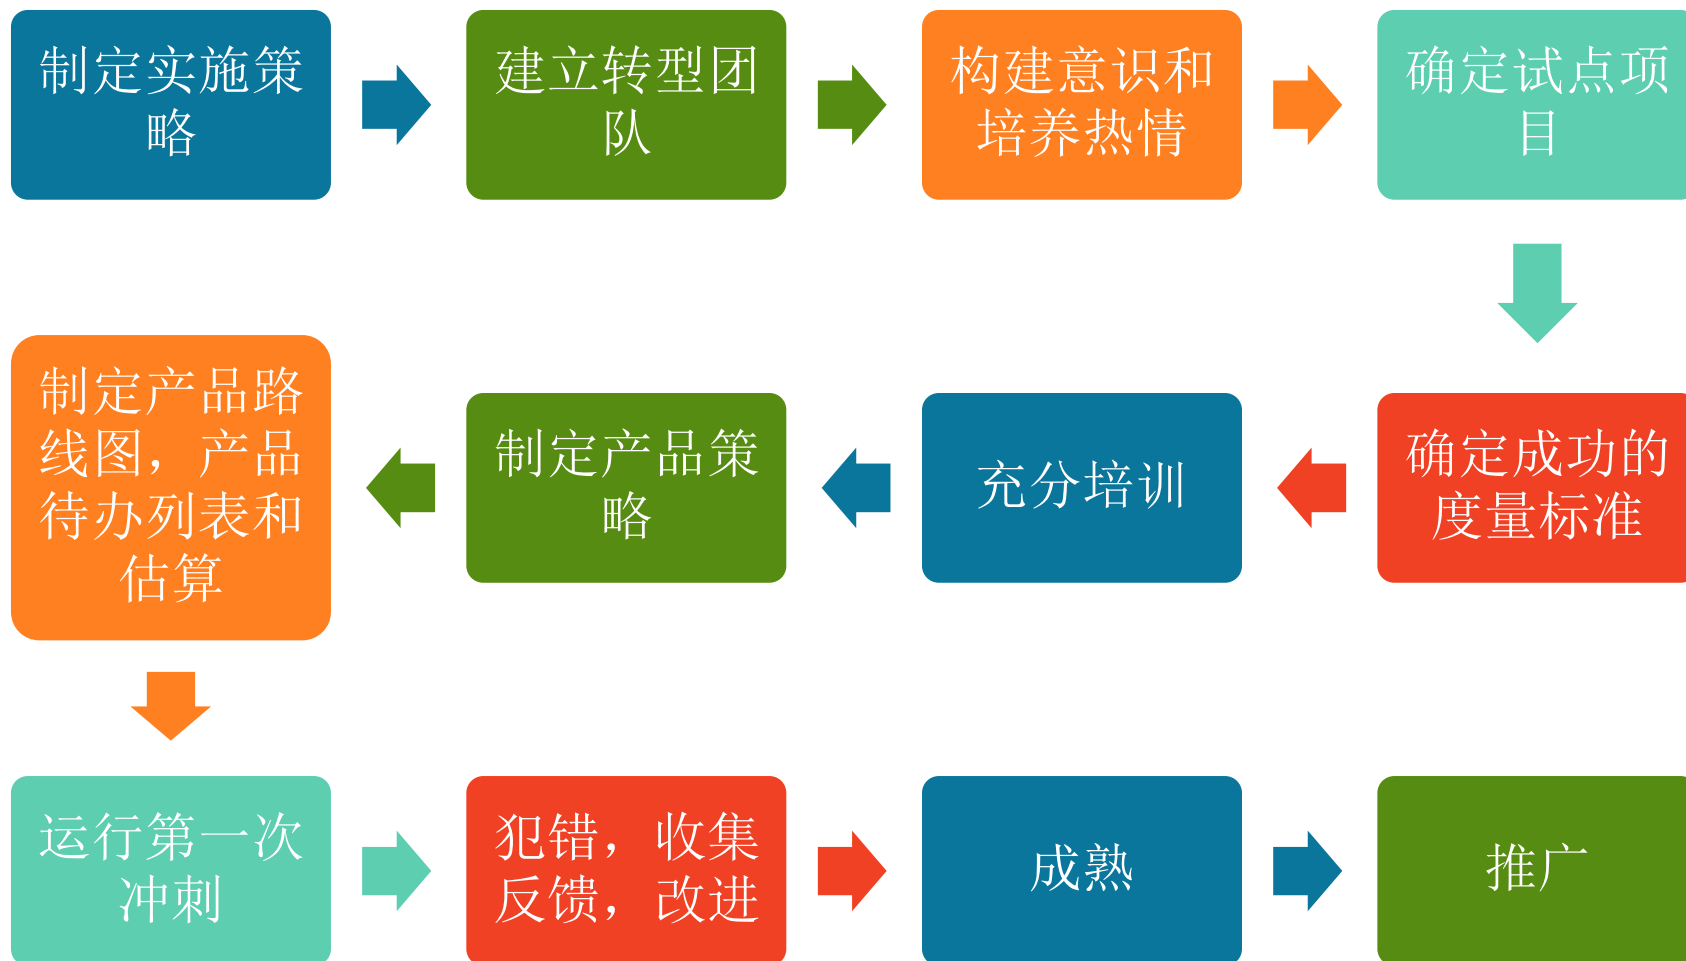 制定实施策
略
建立转型团
队
构建意识和
培养热情
确定试点项
目
确定成功的
度量标准
充分培训
制定产品策
略
制定产品路
线图，产品
待办列表和
估算
运行第一次
冲刺
犯错，收集
反馈，改进
成熟
推广